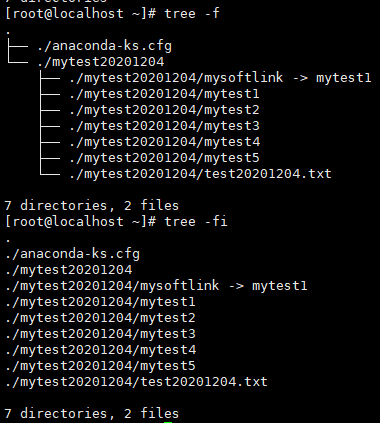 7 directories
[root@localhost ~]# tree -f
.
├── ./anaconda-ks.cfg
└── ./mytest20201204
    ├── ./mytest20201204/mysoftlink -> mytest1
    ├── ./mytest20201204/mytest1
    ├── ./mytest20201204/mytest2
    ├── ./mytest20201204/mytest3
    ├── ./mytest20201204/mytest4
    ├── ./mytest20201204/mytest5
    └── ./mytest20201204/test20201204.txt
7 directories, 2 files
[root@localhost ~]# tree -fi
.
./anaconda-ks.cfg
./mytest20201204
./mytest20201204/mysoftlink -> mytest1
./mytest20201204/mytest1
./mytest20201204/mytest2
./mytest20201204/mytest3
./mytest20201204/mytest4
./mytest20201204/mytest5
./mytest20201204/test20201204.txt
7 directories, 2 files